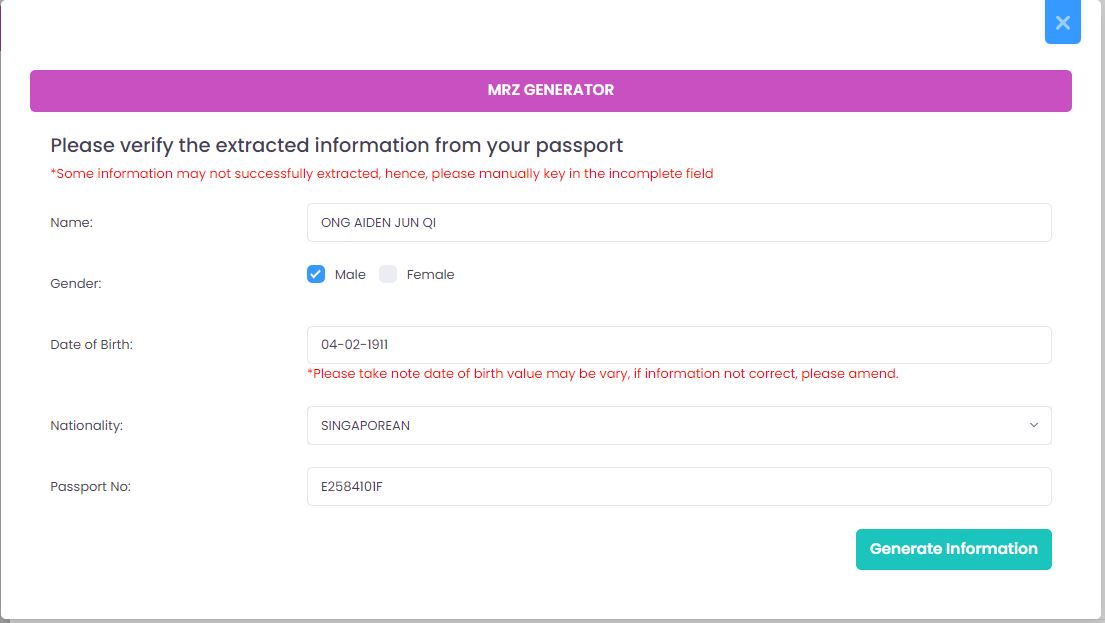 MRZ GENERATOR
Please verify the extracted information from your passport
*Some information may not successfully extracted, hence, please manually key in the incomplete field
Name:
ONG AIDEN JUN QI
Gender:
Male Female
Date of Birth:
04-02-1911
*Please take note date of birth value may be vary, if information not correct, please amend.
Nationality:
SINGAPOREAN
Passport No:
E2584101F
Generate Information